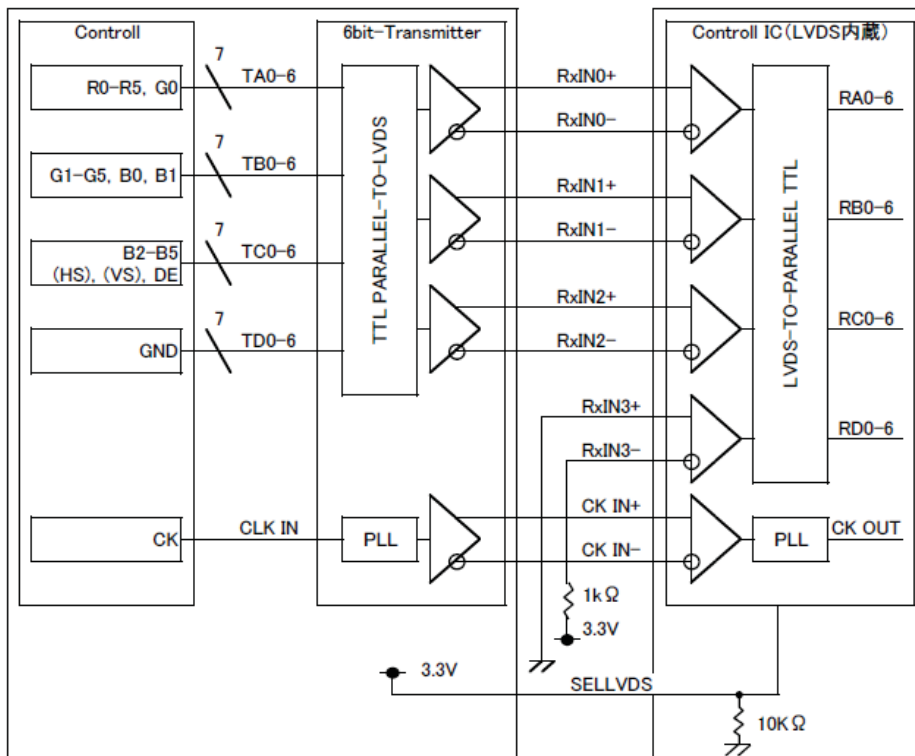 Controll
6bit-Transmitter
Controll IC(LVDS内蔵)
R0-R5, G0
7
TA0-6
RxIN0+
RxIN0-
RA0-6
G1-G5, B0, B1
7
TB0-6
RxIN1+
RxIN1-
RB0-6
B2-B5
(HS), (VS), DE
7
TC0-6
RxIN2+
RxIN2-
RC0-6
GND
7
TD0-6
RxIN3+
RxIN3-
RD0-6
TTL PARALLEL-TO-LVDS
LVDS-TO-PARALLEL TTL
CK
CLK IN
PLL
CK IN+
CK IN-
PLL
CK OUT
1kΩ
3.3V
3.3V
SELLVDS
10KΩ